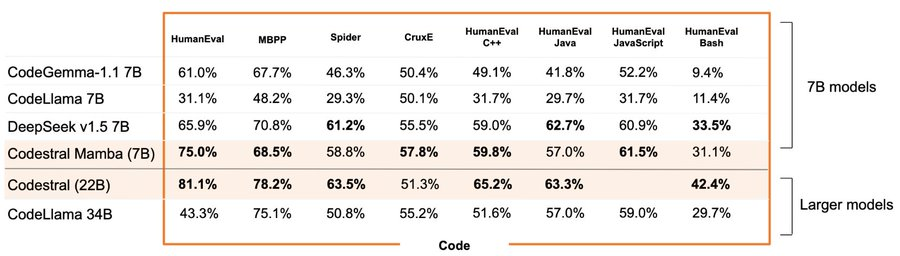 HumanEval MBPP Spider CruxE HumanEval C++ HumanEval Java HumanEval JavaScript HumanEval Bash
CodeGemma-1.1 7B 61.0% 67.7% 46.3% 50.4% 49.1% 41.8% 52.2% 9.4%
CodeLlama 7B 31.1% 48.2% 29.3% 50.1% 31.7% 29.7% 31.7% 11.4%
DeepSeek v1.5 7B 65.9% 70.8% 61.2% 55.5% 59.0% 62.7% 60.9% 33.5%
Codestral Mamba (7B) 75.0% 68.5% 58.8% 57.8% 59.8% 57.0% 61.5% 31.1%
7B models
Codestral (22B) 81.1% 78.2% 63.5% 51.3% 65.2% 63.3% 42.4%
CodeLlama 34B 43.3% 75.1% 50.8% 55.2% 51.6% 57.0% 59.0% 29.7%
Larger models
Code